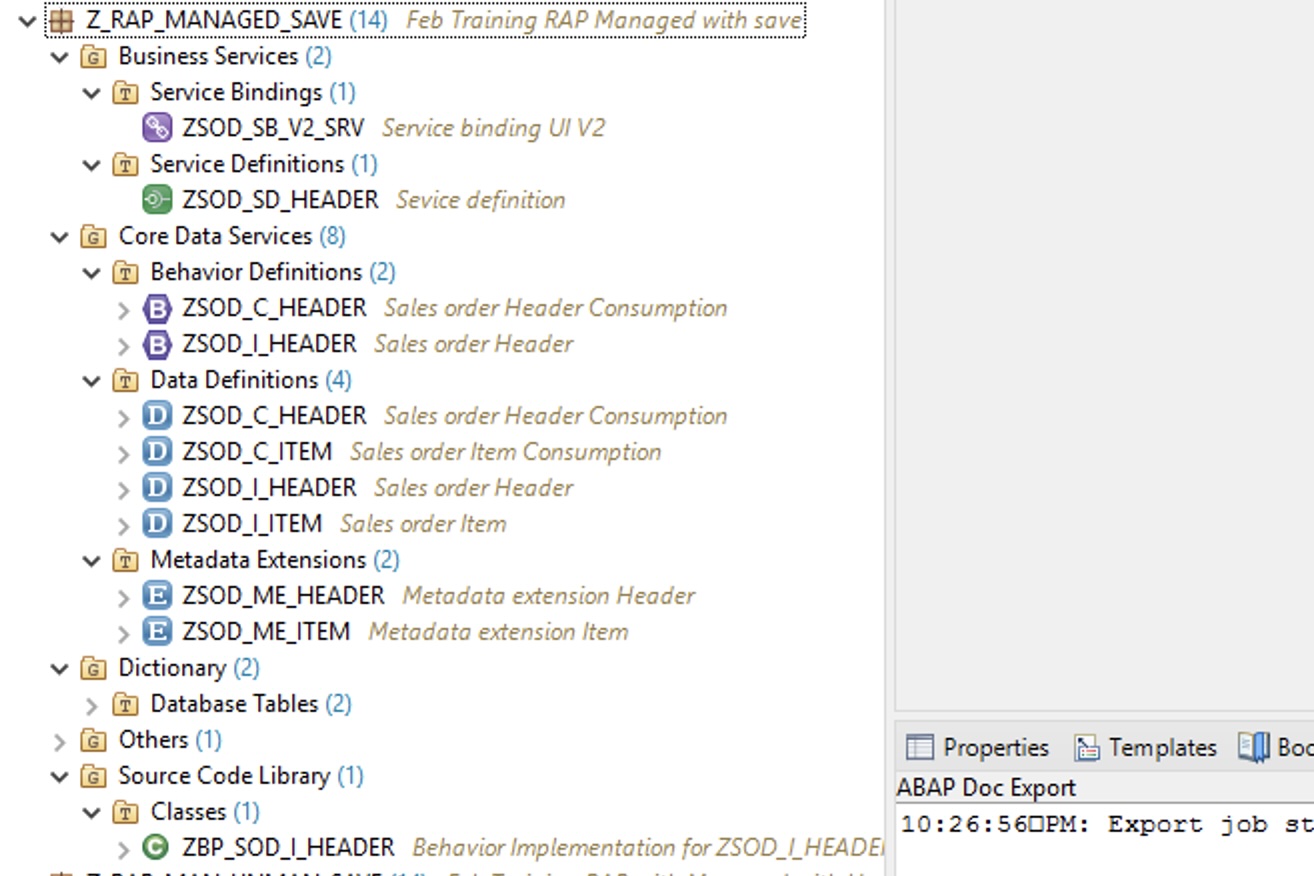 Z_RAP_MANAGED_SAVE (14) Feb Training RAP Managed with save
Business Services (2)
Service Bindings (1)
ZSOD_SB_V2_SRV Service binding UI V2
Service Definitions (1)
ZSOD_SD_HEADER Sevice definition
Core Data Services (8)
Behavior Definitions (2)
ZSOD_C_HEADER Sales order Header Consumption
ZSOD_I_HEADER Sales order Header
Data Definitions (4)
ZSOD_C_HEADER Sales order Header Consumption
ZSOD_C_ITEM Sales order Item Consumption
ZSOD_I_HEADER Sales order Header
ZSOD_I_ITEM Sales order Item
Metadata Extensions (2)
ZSOD_ME_HEADER Metadata extension Header
ZSOD_ME_ITEM Metadata extension Item
Dictionary (2)
Database Tables (2)
Others (1)
Source Code Library (1)
Classes (1)
ZBP_SOD_I_HEADER Behavior Implementation for ZSOD_I_HEADE
Properties Templates Boo
ABAP Doc Export
10:26:56□PM: Export job st